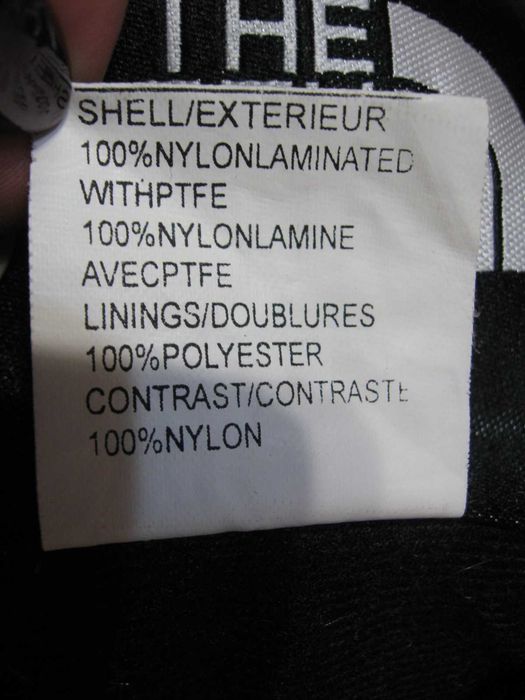 THE
SHELL/EXTERIEUR
100%NYLONLAMINATED
WITHPTFE
100%NYLONLAMINE
AVECPTFE
LININGS/DOUBLURES
100%POLYESTER
CONTRAST/CONTRASTE
100%NYLON